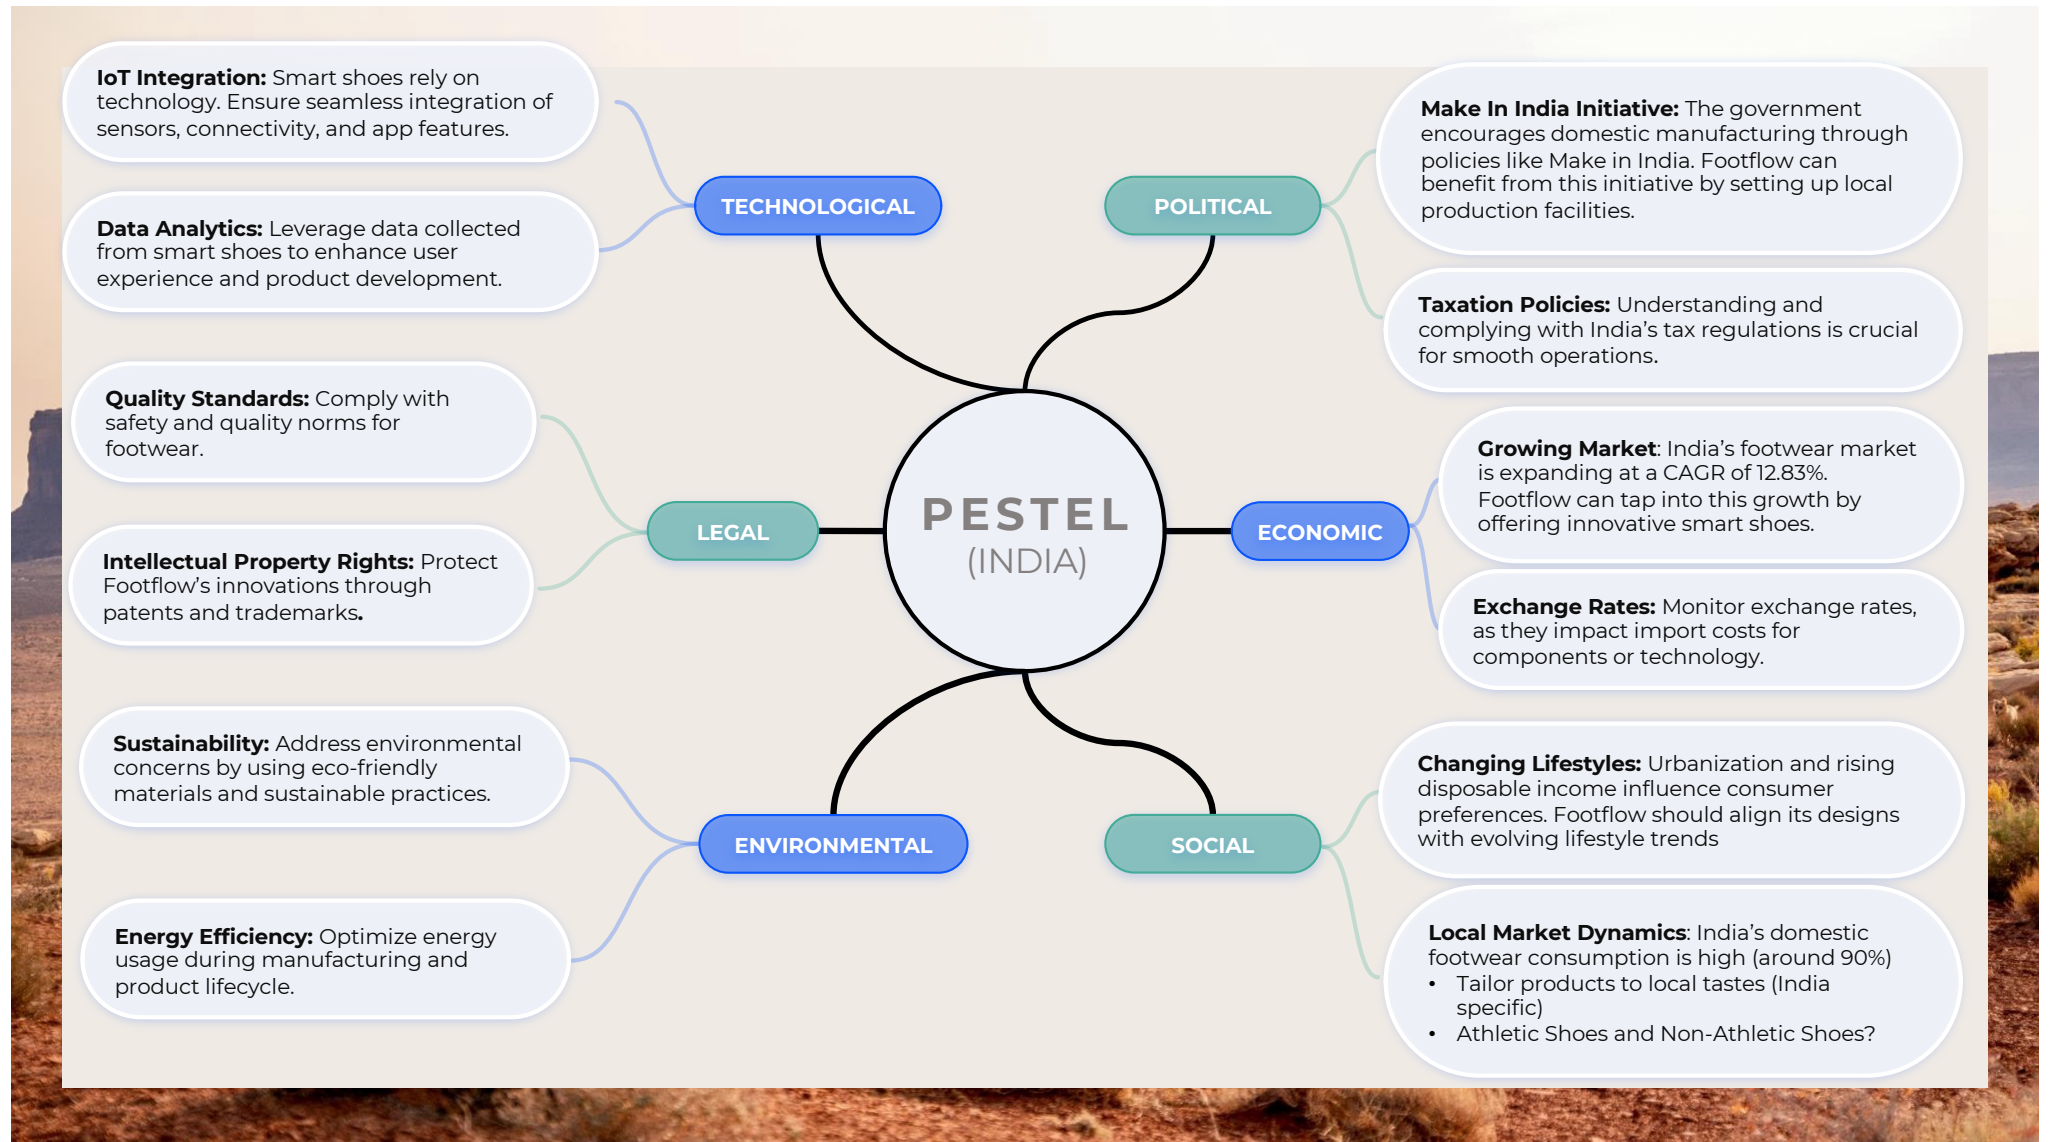 IoT Integration: Smart shoes rely on
technology. Ensure seamless integration of
sensors, connectivity, and app features.
Data Analytics: Leverage data collected
from smart shoes to enhance user
experience and product development.
TECHNOLOGICAL
POLITICAL
Make In India Initiative: The government
encourages domestic manufacturing through
policies like Make in India. Footflow can
benefit from this initiative by setting up local
production facilities.
Taxation Policies: Understanding and
complying with India’s tax regulations is crucial
for smooth operations.
Quality Standards: Comply with
safety and quality norms for
footwear.
Intellectual Property Rights: Protect
Footflow’s innovations through
patents and trademarks.
LEGAL
PESTEL
(INDIA)
ECONOMIC
Growing Market: India’s footwear market
is expanding at a CAGR of 12.83%.
Footflow can tap into this growth by
offering innovative smart shoes.
Exchange Rates: Monitor exchange rates,
as they impact import costs for
components or technology.
Sustainability: Address environmental
concerns by using eco-friendly
materials and sustainable practices.
Energy Efficiency: Optimize energy
usage during manufacturing and
product lifecycle.
ENVIRONMENTAL
SOCIAL
Changing Lifestyles: Urbanization and rising
disposable income influence consumer
preferences. Footflow should align its designs
with evolving lifestyle trends
Local Market Dynamics: India’s domestic
footwear consumption is high (around 90%)
• Tailor products to local tastes (India
specific)
• Athletic Shoes and Non-Athletic Shoes?